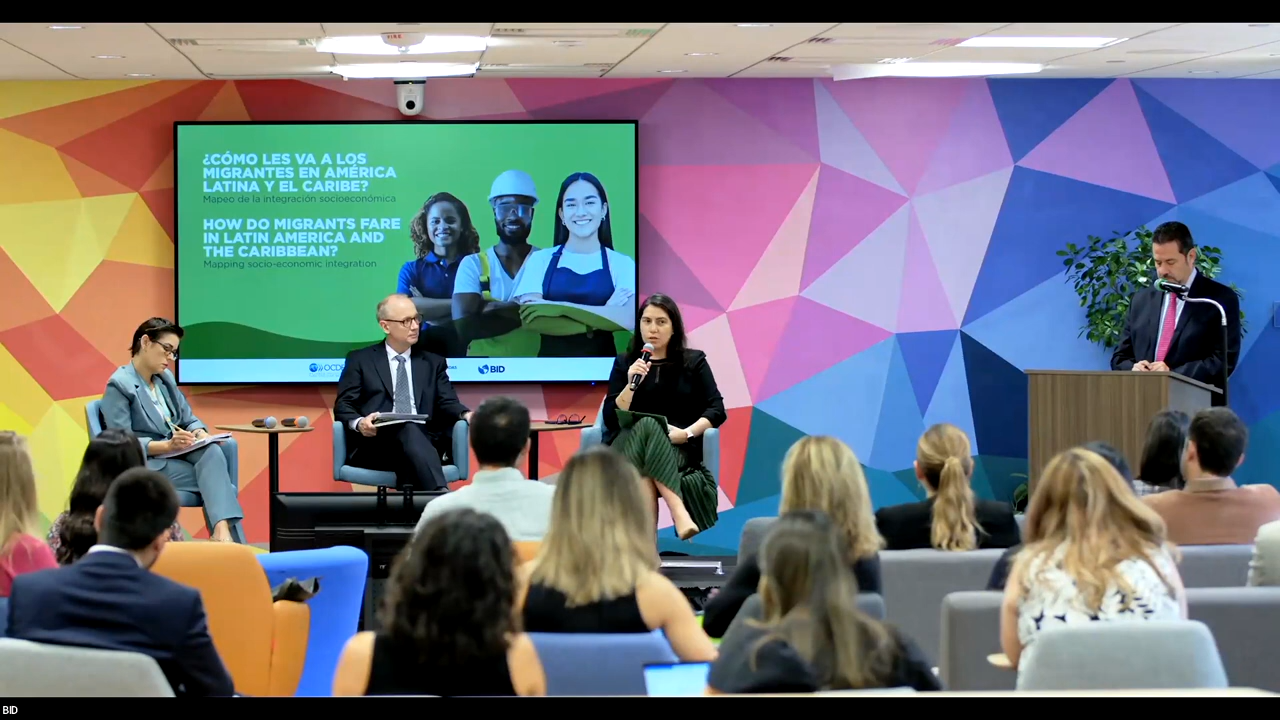 ¿CÓMO LES VA A LOS
MIGRANTES EN AMÉRICA
LATINA Y EL CARIBE?
Mapeo de la integración socioeconómica
HOW DO MIGRANTS FARE
IN LATIN AMERICA AND
THE CARIBBEAN?
Mapping socio-economic integration
OCDE
BID
BID